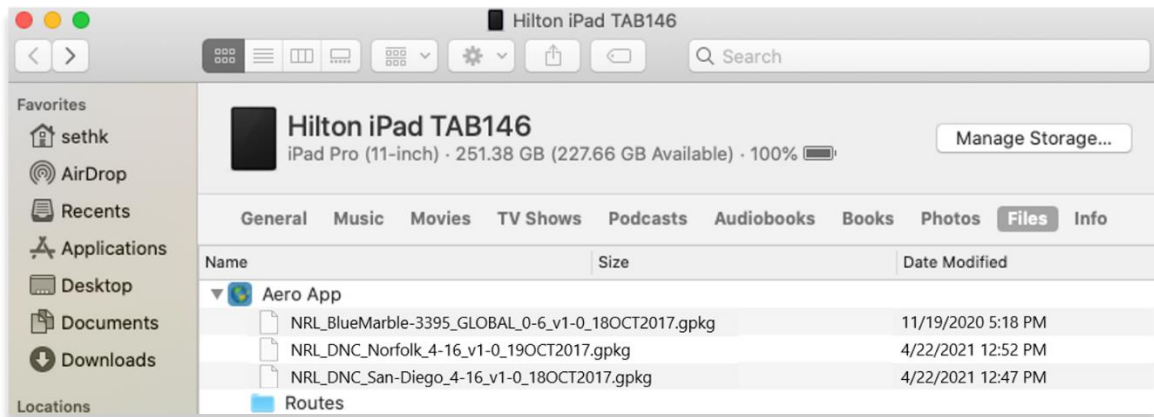 Hilton iPad TAB146
Search
Favorites
sethk
AirDrop
Recents
Applications
Desktop
Documents
Downloads
Locations
Hilton iPad TAB146
iPad Pro (11-inch) · 251.38 GB (227.66 GB Available) · 100%
Manage Storage...
General Music Movies TV Shows Podcasts Audiobooks Books Photos Files Info
Name Size Date Modified
Aero App
NRL_BlueMarble-3395_GLOBAL_0-6_v1-0_18OCT2017.gpkg 11/19/2020 5:18 PM
NRL_DNC_Norfolk_4-16_v1-0_19OCT2017.gpkg 4/22/2021 12:52 PM
NRL_DNC_San-Diego_4-16_v1-0_18OCT2017.gpkg 4/22/2021 12:47 PM
Routes